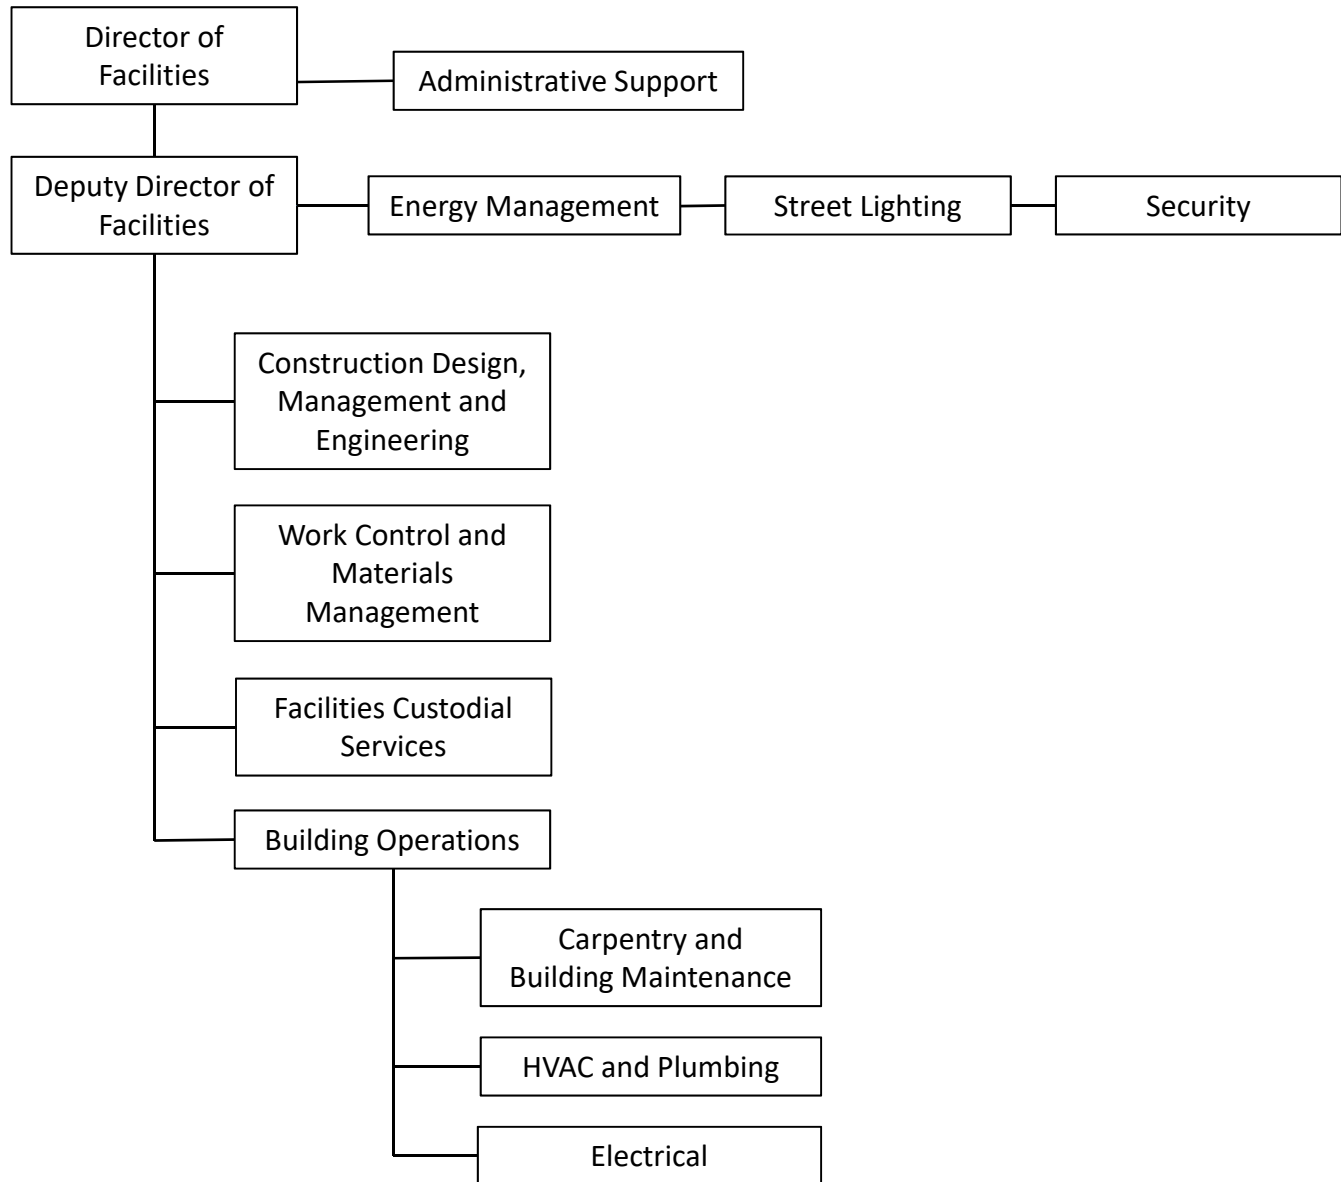 Director of
Facilities
Administrative Support
Deputy Director of
Facilities
Energy Management
Street Lighting
Security
Construction Design,
Management and
Engineering
Work Control and
Materials
Management
Facilities Custodial
Services
Building Operations
Carpentry and
Building Maintenance
HVAC and Plumbing
Electrical